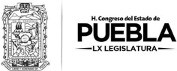 H. Congreso del Estado de
PUEBLA
LX LEGISLATURA